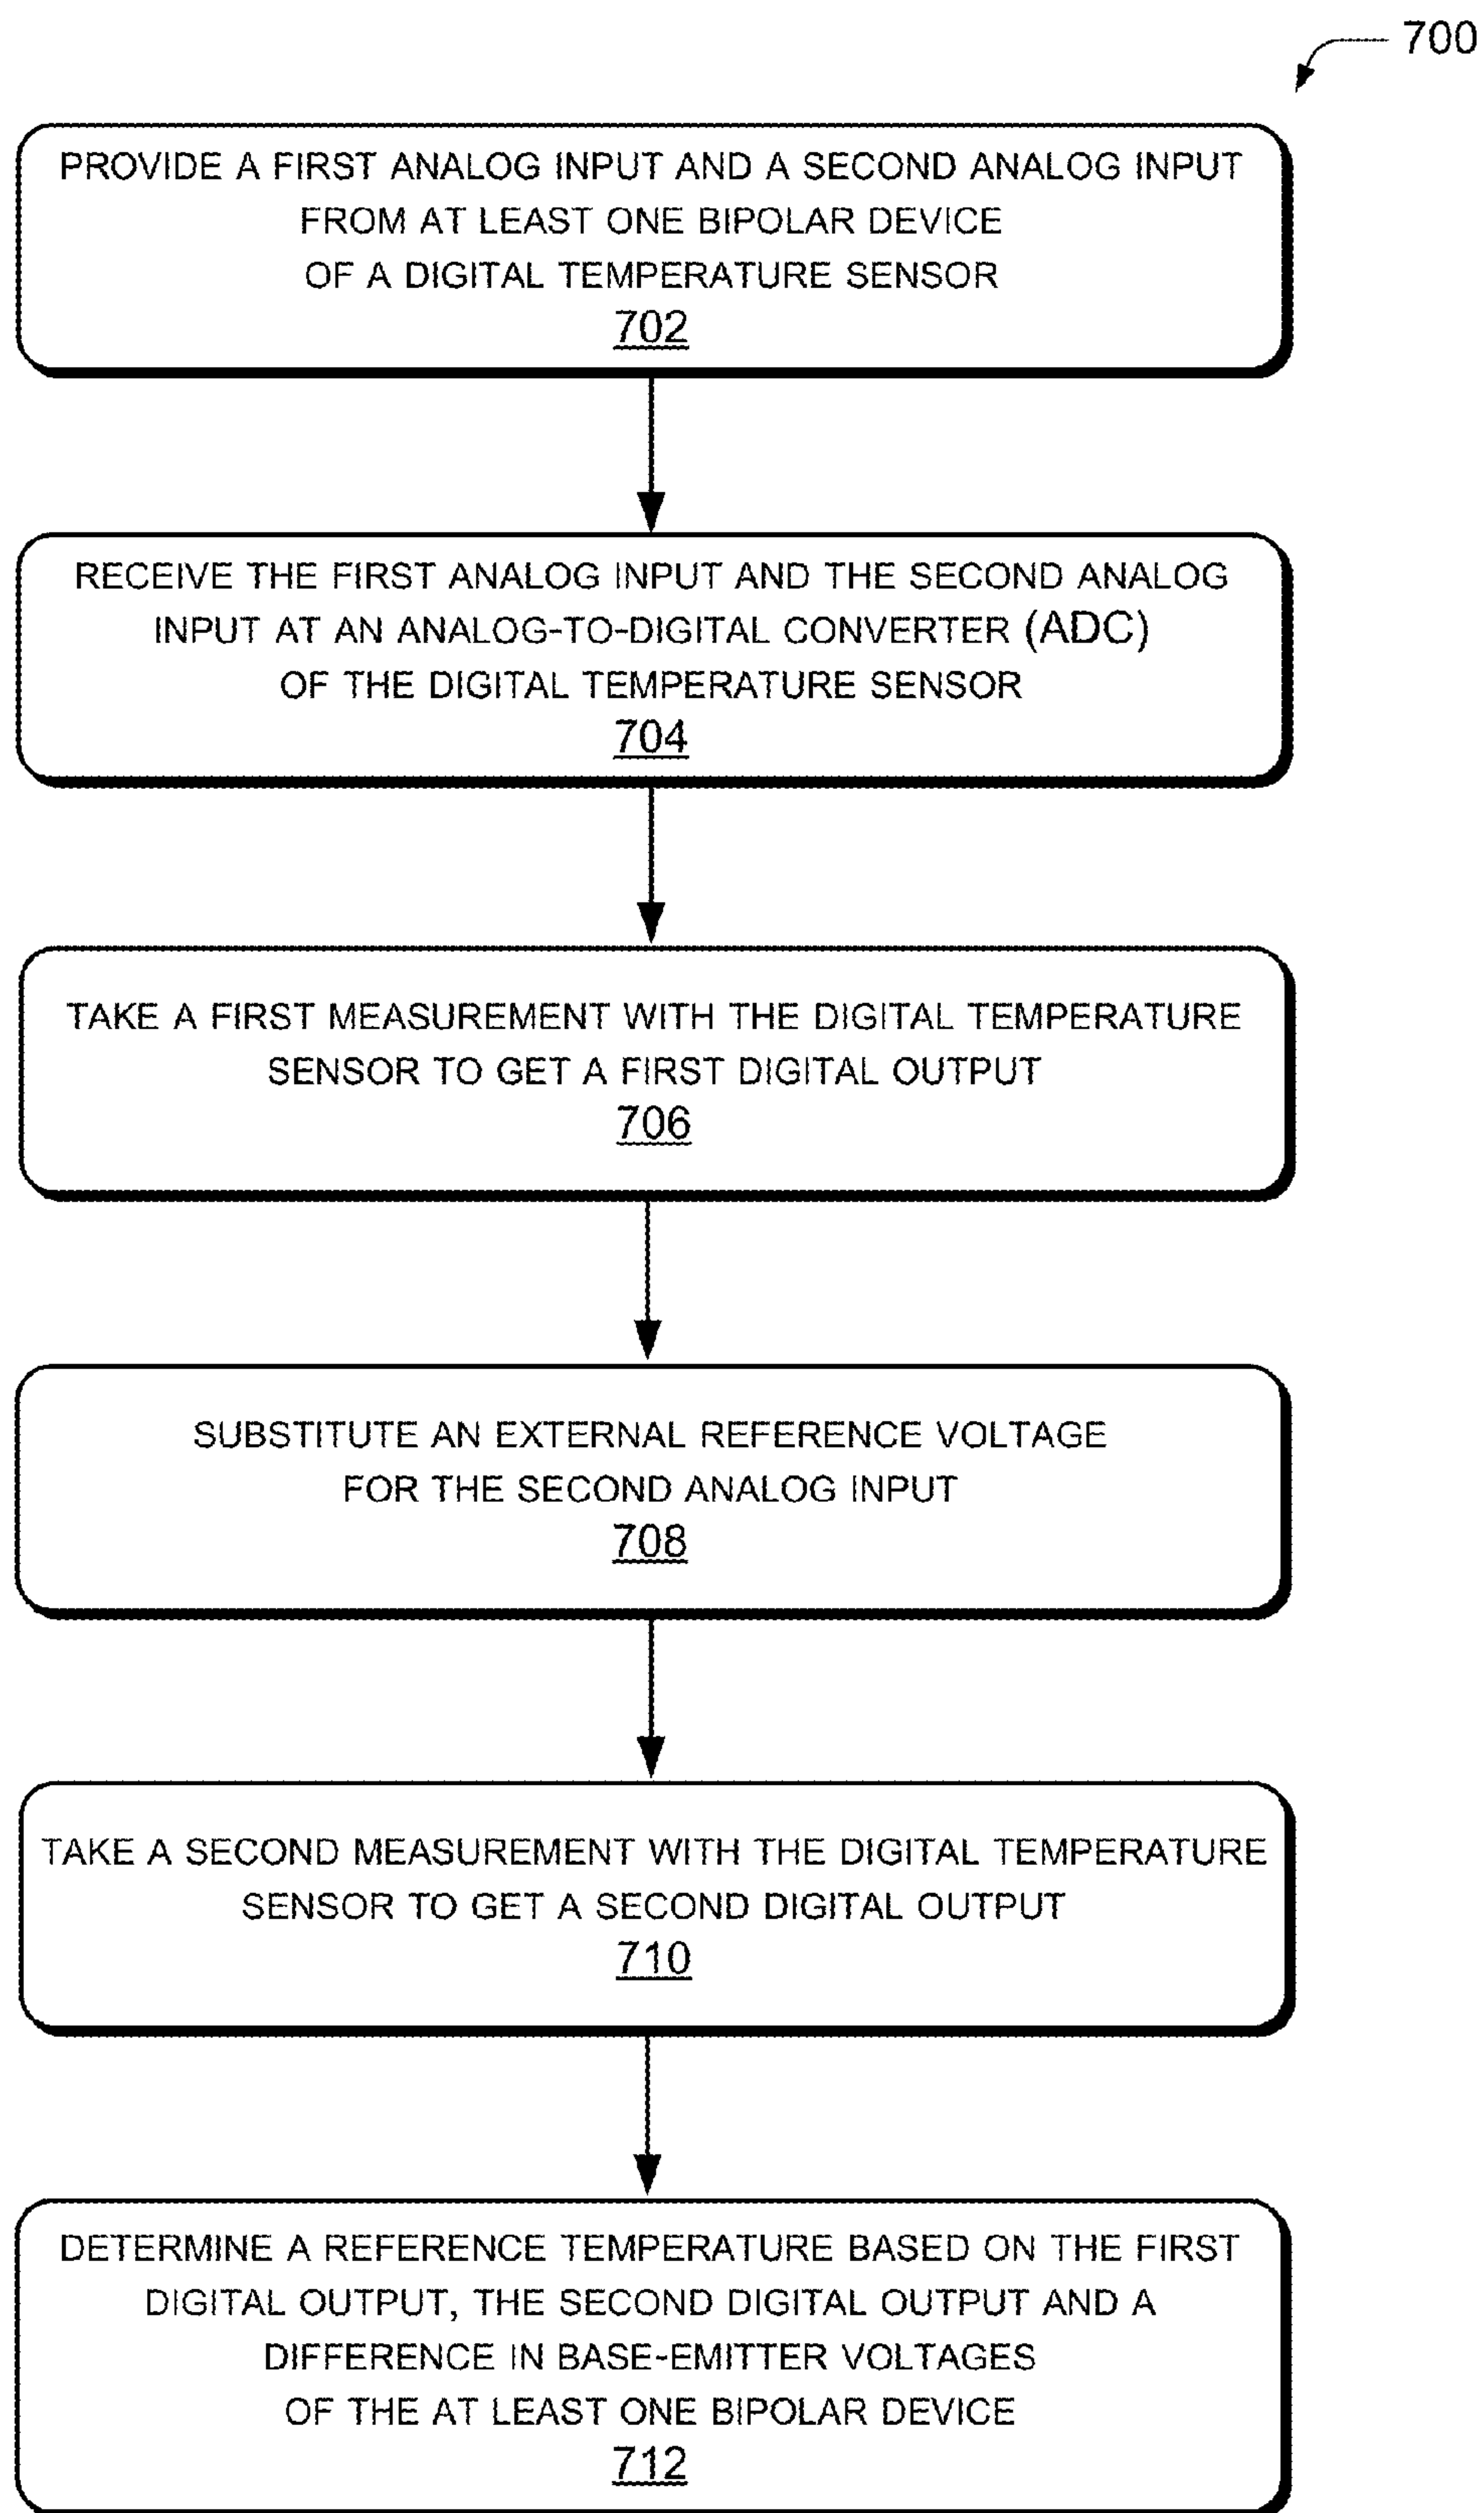 700
PROVIDE A FIRST ANALOG INPUT AND A SECOND ANALOG INPUT
FROM AT LEAST ONE BIPOLAR DEVICE
OF A DIGITAL TEMPERATURE SENSOR
702
RECEIVE THE FIRST ANALOG INPUT AND THE SECOND ANALOG
INPUT AT AN ANALOG-TO-DIGITAL CONVERTER (ADC)
OF THE DIGITAL TEMPERATURE SENSOR
704
TAKE A FIRST MEASUREMENT WITH THE DIGITAL TEMPERATURE
SENSOR TO GET A FIRST DIGITAL OUTPUT
706
SUBSTITUTE AN EXTERNAL REFERENCE VOLTAGE
FOR THE SECOND ANALOG INPUT
708
TAKE A SECOND MEASUREMENT WITH THE DIGITAL TEMPERATURE
SENSOR TO GET A SECOND DIGITAL OUTPUT
710
DETERMINE A REFERENCE TEMPERATURE BASED ON THE FIRST
DIGITAL OUTPUT, THE SECOND DIGITAL OUTPUT AND A
DIFFERENCE IN BASE-EMITTER VOLTAGES
OF THE AT LEAST ONE BIPOLAR DEVICE
712